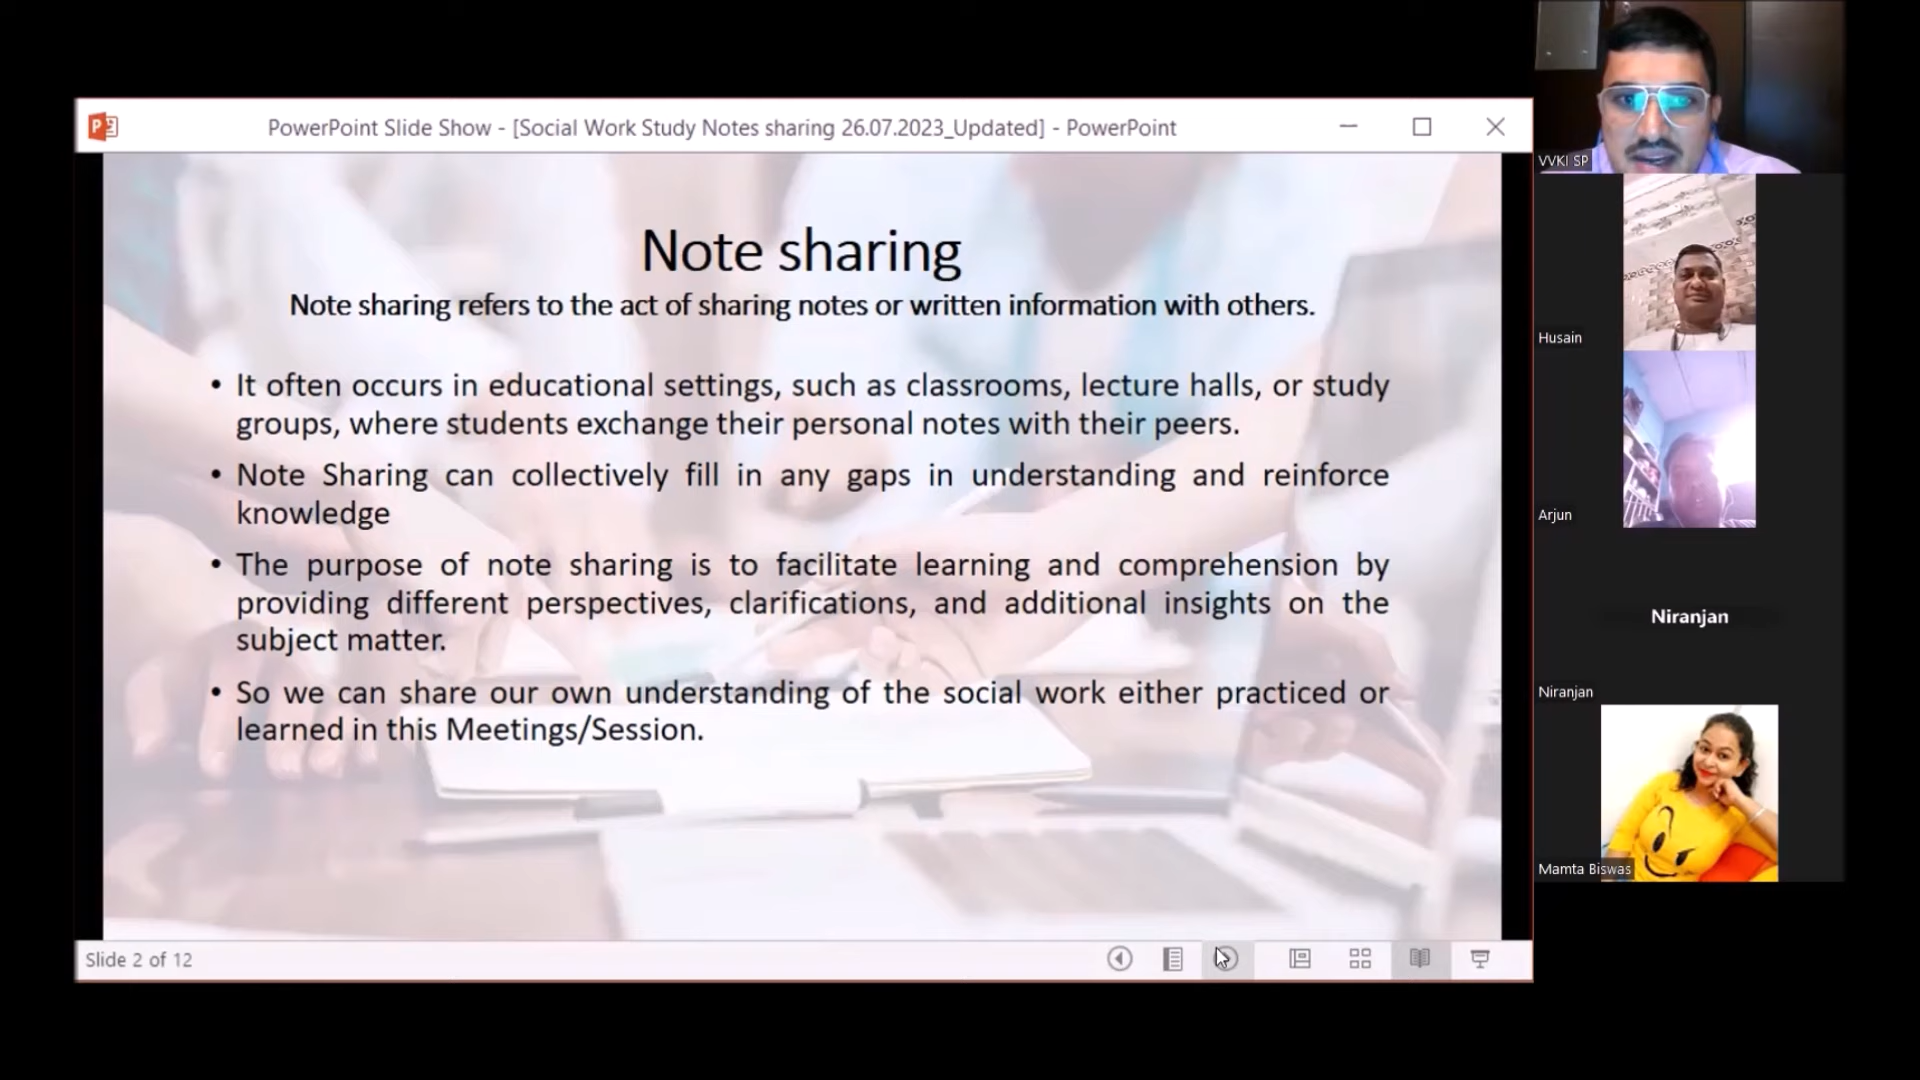 PowerPoint Slide Show - [Social Work Study Notes sharing 26.07.2023_Updated] - PowerPoint
Note sharing
Note sharing refers to the act of sharing notes or written information with others.
• It often occurs in educational settings, such as classrooms, lecture halls, or study
groups, where students exchange their personal notes with their peers.
• Note Sharing can collectively fill in any gaps in understanding and reinforce
knowledge
• The purpose of note sharing is to facilitate learning and comprehension by
providing different perspectives, clarifications, and additional insights on the
subject matter.
• So we can share our own understanding of the social work either practiced or
learned in this Meetings/Session.
Slide 2 of 12
VVKI SP
Husain
Arjun
Niranjan
Niranjan
Mamta Biswas